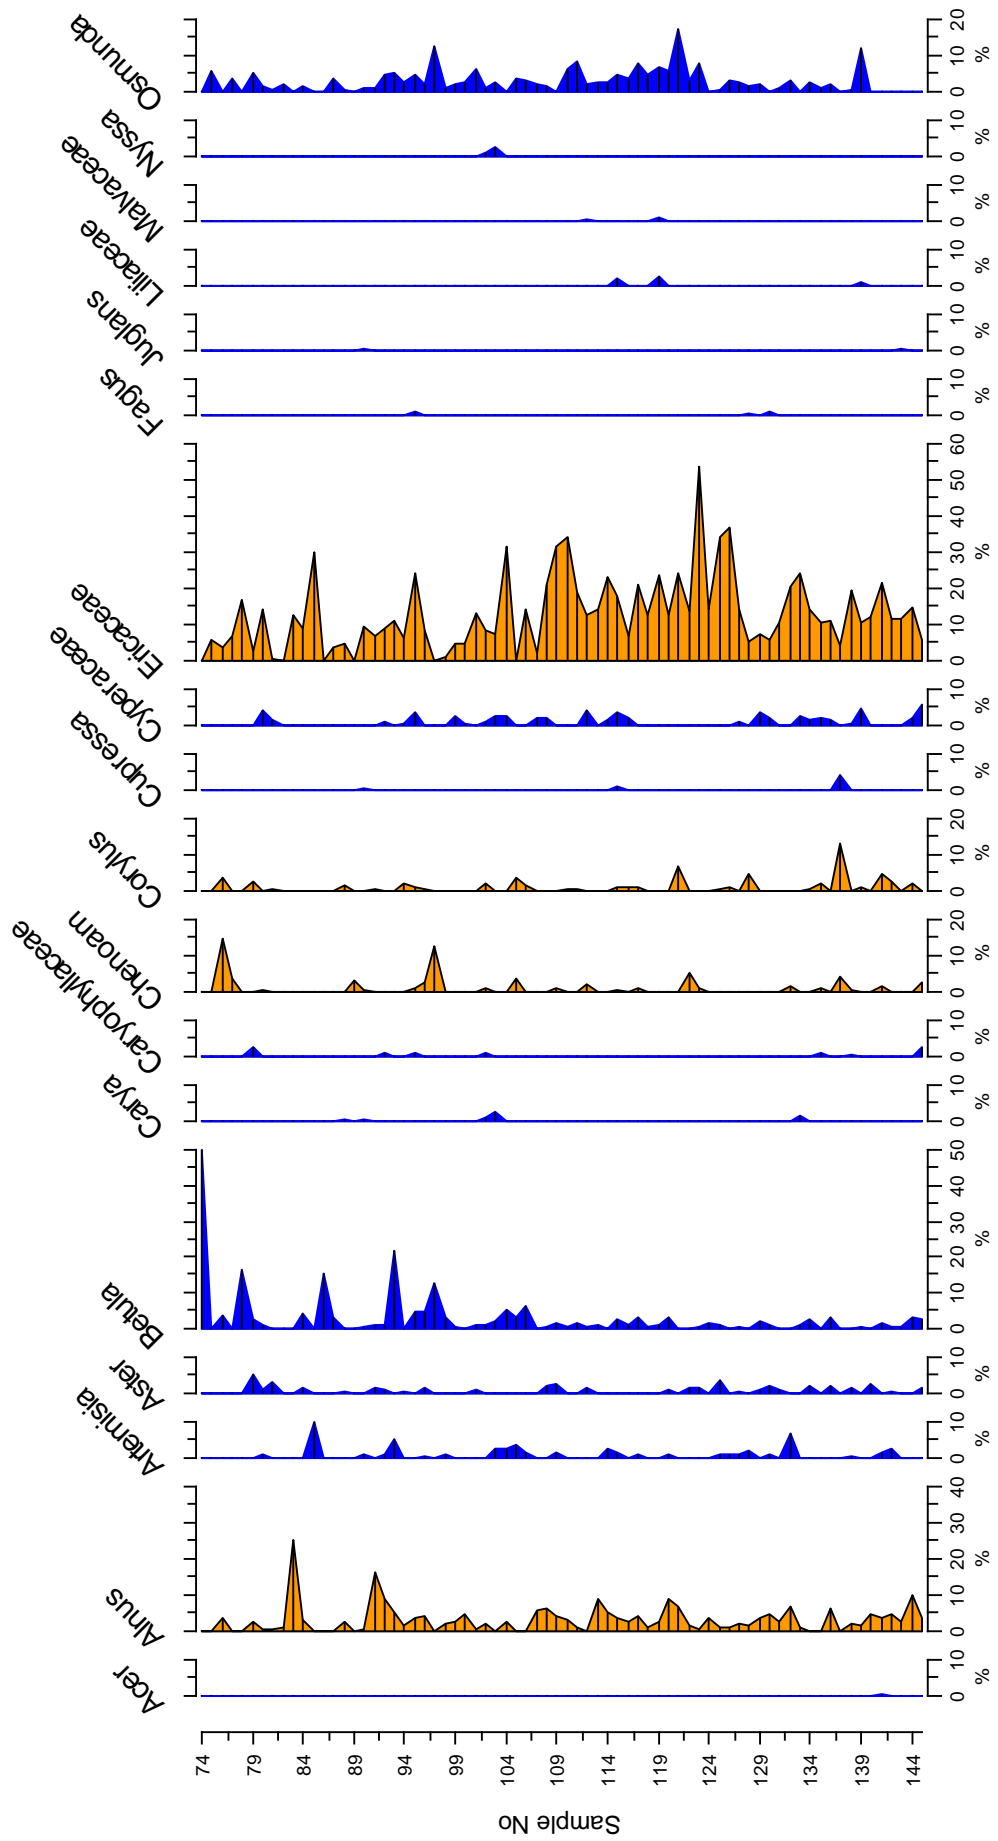 Acer
Alnus
Artemisia
Aster
Betula
Carya
Caryophyllaceae
Chenoam
Corylus
Cupressa
Cyperaceae
Ericaceae
Fagus
Juglans
Liliaceae
Malvaceae
Nyssa
Osmunda
Sample No
74
79
84
89
94
99
104
109
114
119
124
129
134
139
144
0 10
0 10 20 30 40
0 10
0 10
0 10 20 30 40 50
0 10
0 10
0 10 20
0 10 20
0 10
0 10
0 10 20 30 40 50 60
0 10
0 10
0 10
0 10
0 10
0 10 20
% % % % % % % % % % % % % % % % % %